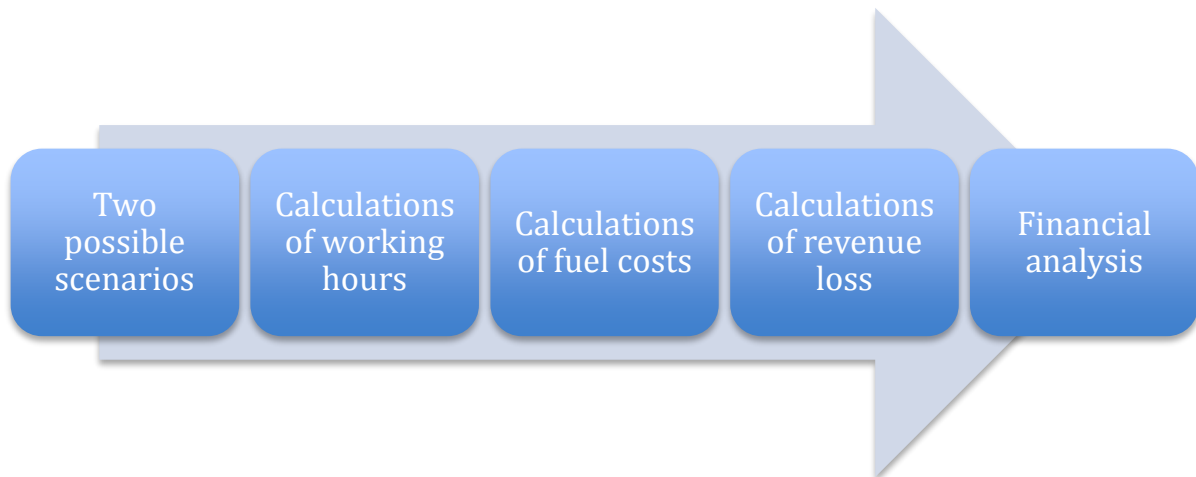 Two
possible
scenarios
Calculations
of working
hours
Calculations
of fuel costs
Calculations
of revenue
loss
Financial
analysis